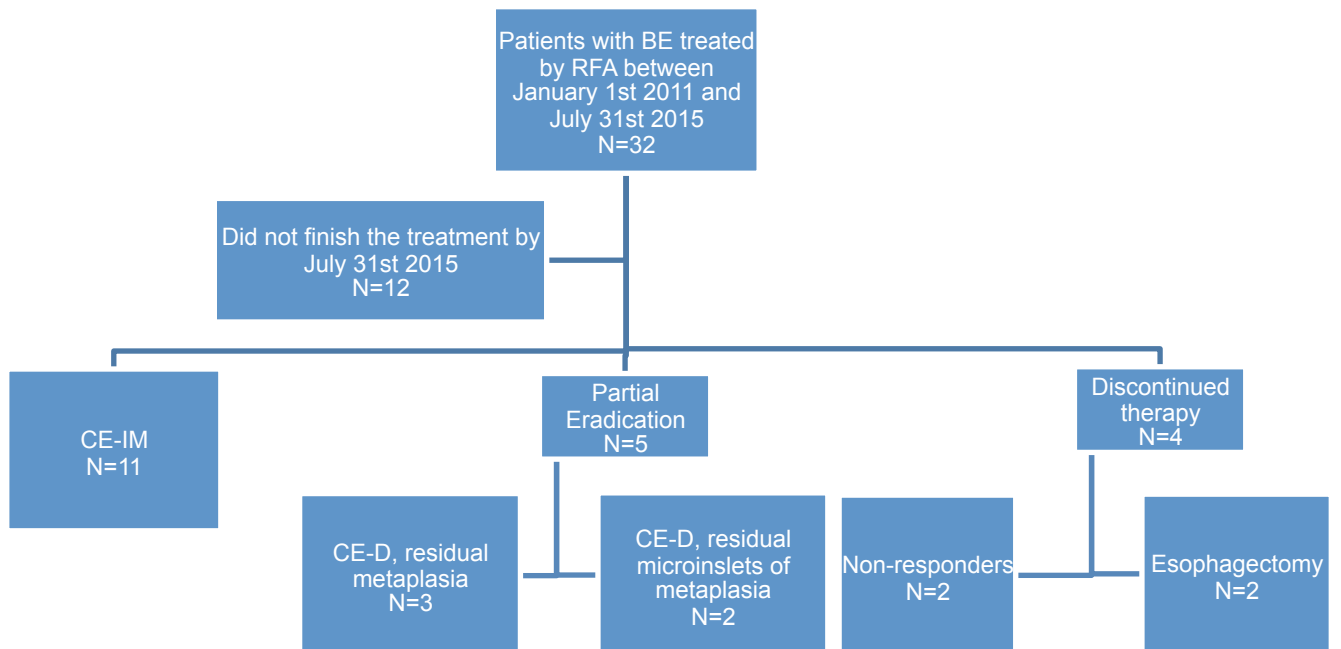 Patients with BE treated
by RFA between
January 1st 2011 and
July 31st 2015
N=32
Did not finish the treatment by
July 31st 2015
N=12
CE-IM
N=11
Partial
Eradication
N=5
Discontinued
therapy
N=4
CE-D, residual
metaplasia
N=3
CE-D, residual
microinslets of
metaplasia
N=2
Non-responders
N=2
Esophagectomy
N=2